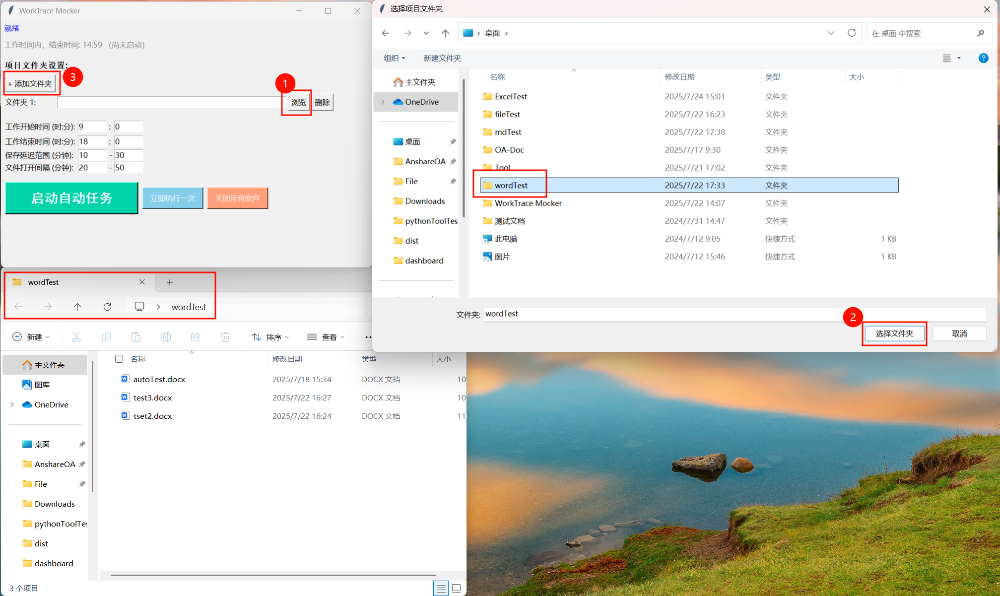 WorkTrace Mocker
就绪
工作时间内，结束时间: 14:59 （尚未启动）
项目文件夹设置:
+ 添加文件夹
3
1
文件夹 1:
浏览
删除
工作开始时间 (时:分): 9 : 0
工作结束时间 (时:分): 18 : 0
保存延迟范围 (分钟): 10 - 30
文件打开间隔 (分钟): 20 - 50
启动自动任务
立即执行一次
关闭所有软件
选择项目文件夹
桌面
在 桌面 中搜索
组织
新建文件夹
?
主文件夹
OneDrive
桌面
AnshareOA
File
Downloads
pythonToolTes
dist
dashboard
名称 修改日期 类型 大小
ExcelTest 2025/7/24 15:01 文件夹
fileTest 2025/7/22 16:23 文件夹
mdTest 2025/7/22 17:38 文件夹
OA-Doc 2025/7/17 9:30 文件夹
Tool 2025/7/21 17:02 文件夹
wordTest 2025/7/22 17:33 文件夹
WorkTrace Mocker 2025/7/22 14:07 文件夹
测试文档 2024/7/31 14:47 文件夹
此电脑 2024/7/12 9:05 快捷方式 1 KB
图片 2024/7/12 15:46 快捷方式 1 KB
文件夹: wordTest
2
选择文件夹
取消
wordTest
wordTest
新建
排序
查看
主文件夹
图库
OneDrive
桌面
AnshareOA
File
Downloads
pythonToolTes
dist
dashboard
名称 修改日期 类型 大小
autoTest.docx 2025/7/18 15:34 DOCX 文档 10
test3.docx 2025/7/22 16:27 DOCX 文档 10
tset2.docx 2025/7/22 16:24 DOCX 文档 11
3 个项目